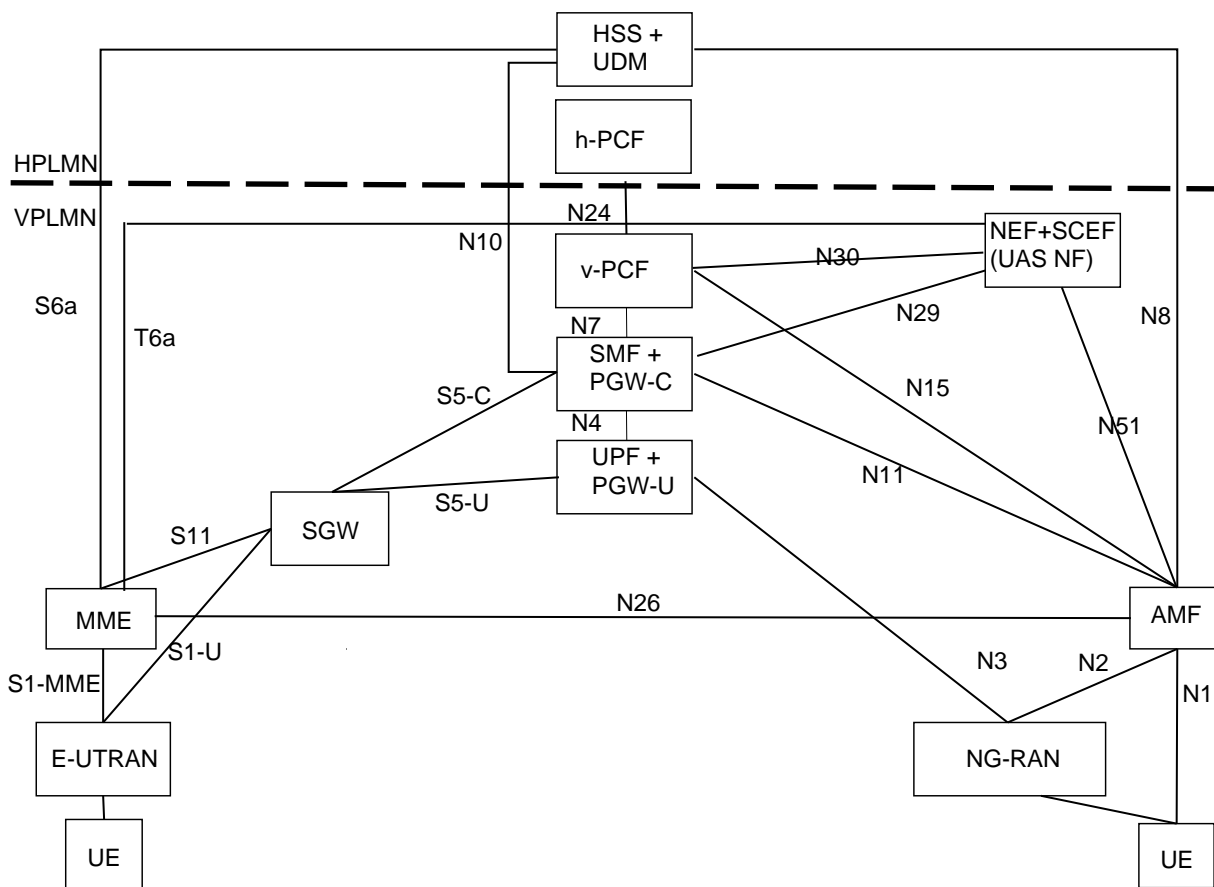 HSS +
UDM
h-PCF
HPLMN
VPLMN
N24
NEF+SCEF
(UAS NF)
N10
N30
v-PCF
S6a
T6a
N29
N8
N7
SMF +
PGW-C
S5-C
N15
N4
N51
UPF +
PGW-U
N11
S5-U
S11
SGW
N26
MME
AMF
S1-U
N3
N2
S1-MME
N1
E-UTRAN
NG-RAN
UE
UE